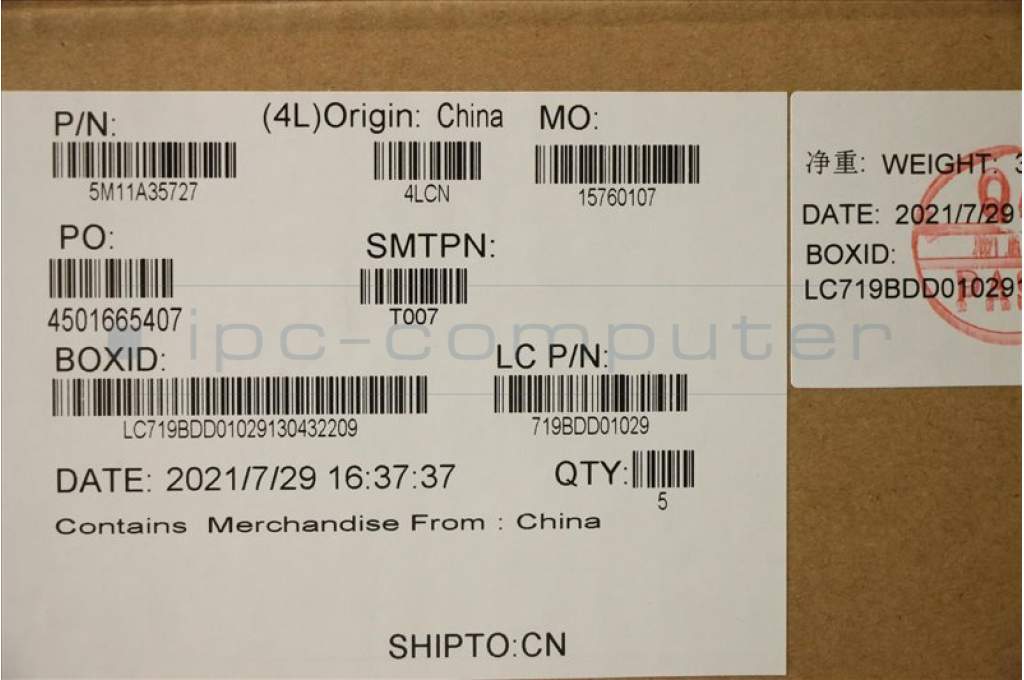 P/N:
5M11A35727
(4L)Origin: China
4LCN
MO:
15760107
PO:
4501665407
SMTPN:
T007
ipc-computer
BOXID:
LC719BDD01029130432209
LC P/N:
719BDD01029
DATE: 2021/7/29 16:37:37
QTY:
5
Contains Merchandise From : China
SHIPTO:CN
净重: WEIGHT: 3
DATE: 2021/7/29
BOXID:
LC719BDD010291